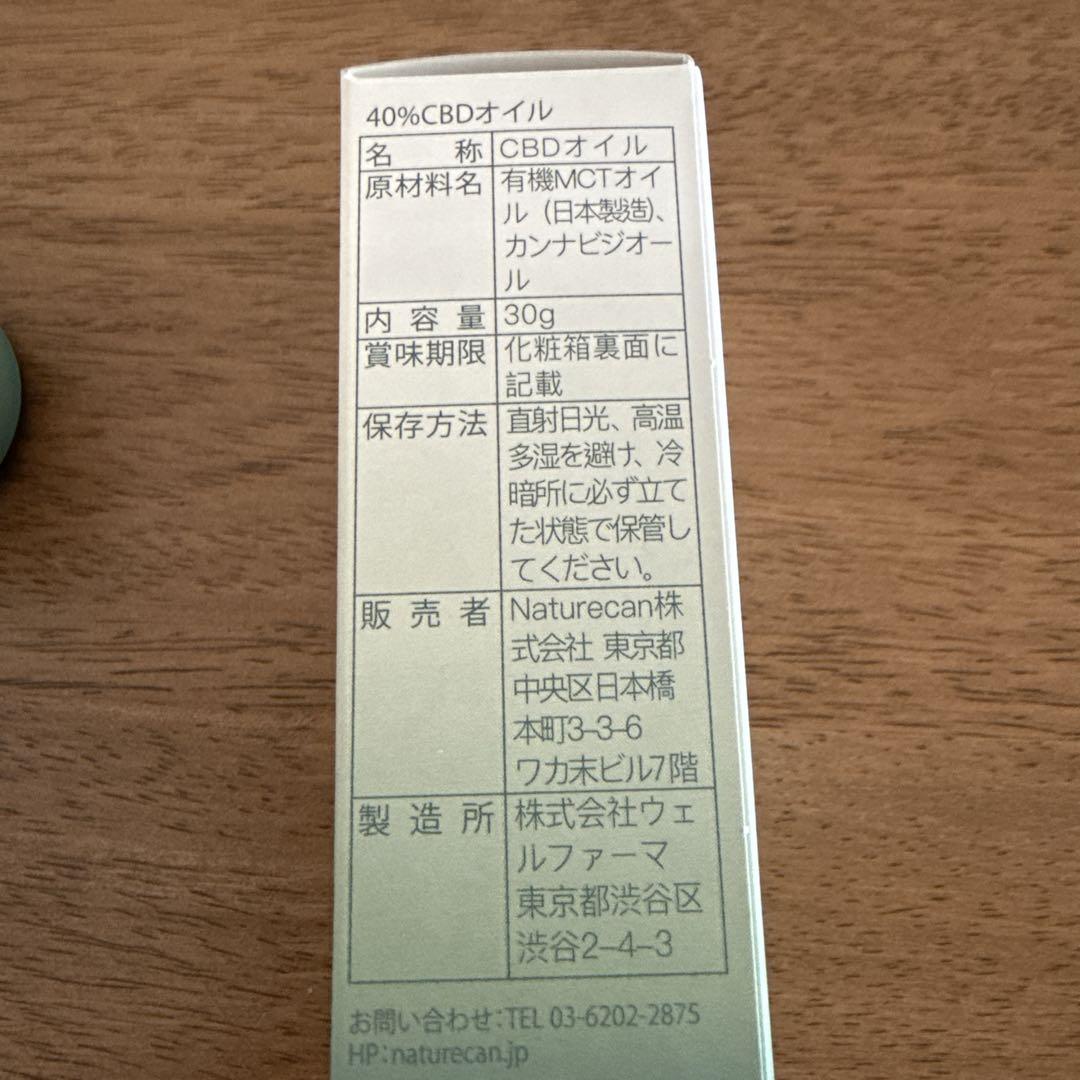 40%CBDオイル
名称 CBDオイル
原材料名 有機MCTオイ
ル(日本製造)、
カンナビジオー
ル
内容量 30g
賞味期限 化粧箱裏面に
記載
保存方法 直射日光、高温
多湿を避け、冷
暗所に必ず立て
た状態で保管し
てください。
販売者 Naturecan株
式会社 東京都
中央区日本橋
本町3-3-6
ワカ末ビル7階
製造所 株式会社ウェ
ルファーマ
東京都渋谷区
渋谷2-4-3
お問い合わせ:TEL 03-6202-2875
HP:naturecan.jp